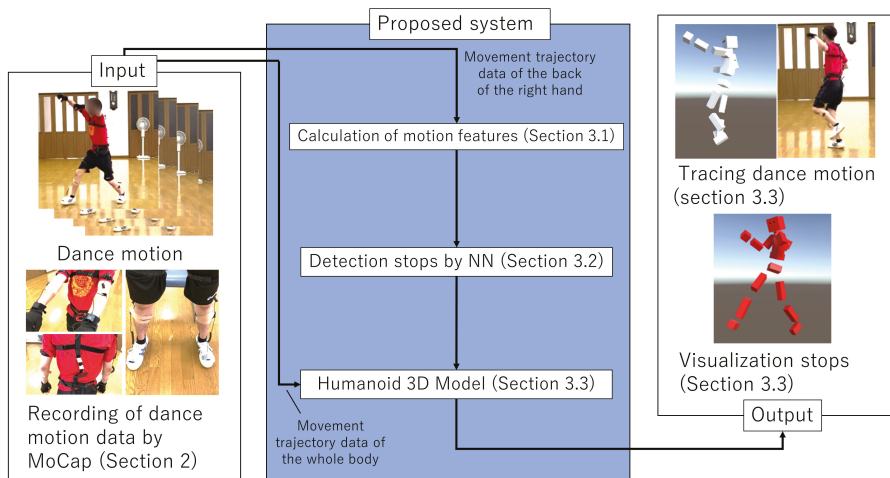 Proposed system
Input
Movement trajectory
data of the back
of the right hand
Calculation of motion features (Section 3.1)
Dance motion
Detection stops by NN (Section 3.2)
Recording of dance
motion data by
MoCap (Section 2)
Humanoid 3D Model (Section 3.3)
Movement
trajectory data of
the whole body
Tracing dance motion
(section 3.3)
Visualization stops
(Section 3.3)
Output